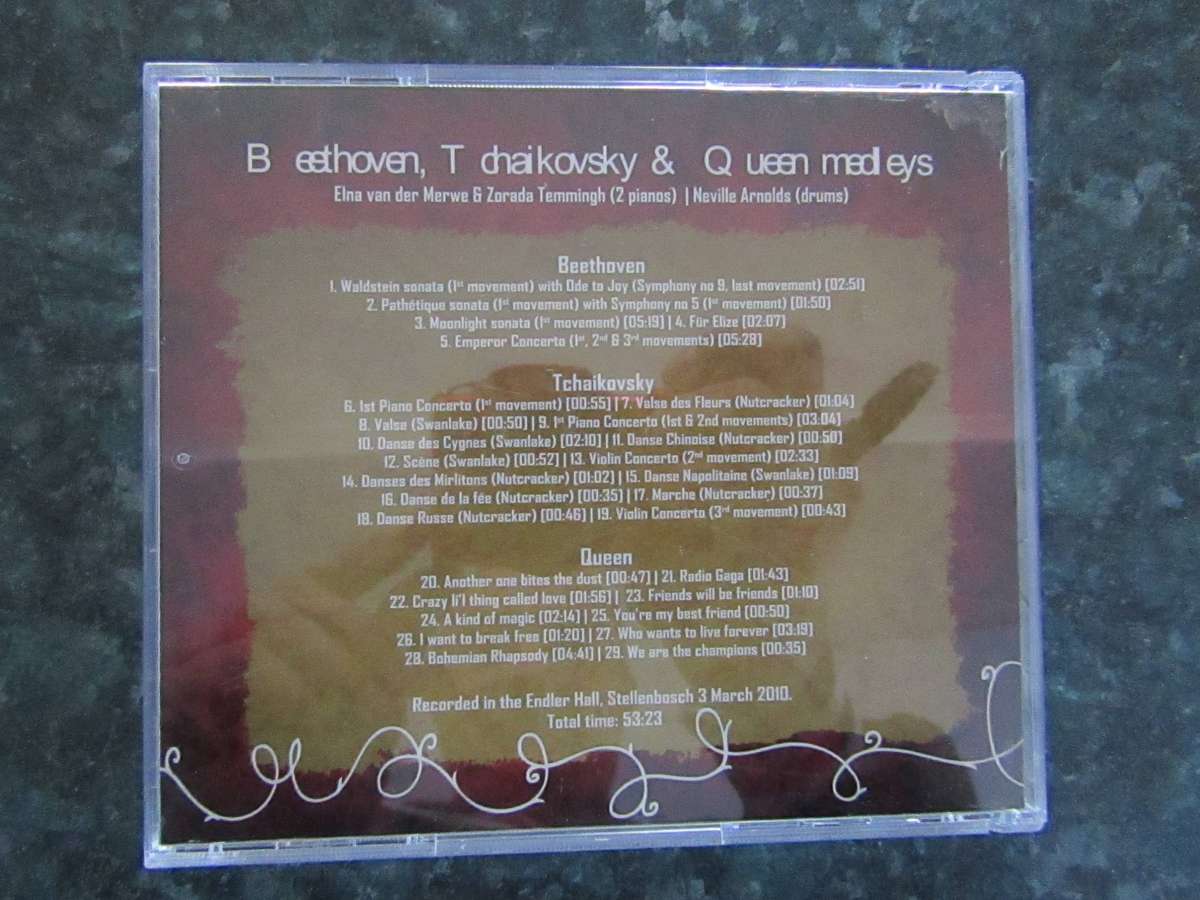 Beethoven, Tchaikovsky & Queen medleys
Elna van der Merwe & Zorada Temmingh (2 pianos) | Neville Arnolds (drums)
Beethoven
1. Waldstein sonata (1st movement) with Ode to Joy (Symphony no 9, last movement) [02:51]
2. Pathétique sonata (1st movement) with Symphony no 5 (1st movement) [01:50]
3. Moonlight sonata (1st movement) [05:19] | 4. Für Elize [02:07]
5. Emperor Concerto (1st, 2nd & 3rd movements) [05:28]
Tchaikovsky
6. 1st Piano Concerto (1st movement) [00:55] | 7. Valse des Fleurs (Nutcracker) [01:04]
8. Valse (Swanlake) [00:50] | 9. 1st Piano Concerto (1st & 2nd movements) [03:04]
10. Danse des Cygnes (Swanlake) [02:10] | 11. Danse Chinoise (Nutcracker) [00:50]
12. Scène (Swanlake) [00:52] | 13. Violin Concerto (2nd movement) [02:33]
14. Danses des Mirlitons (Nutcracker) [01:02] | 15. Danse Napolitaine (Swanlake) [01:09]
16. Danse de la fée (Nutcracker) [00:35] | 17. Marche (Nutcracker) [00:37]
18. Danse Russe (Nutcracker) [00:46] | 19. Violin Concerto (3rd movement) [00:43]
Queen
20. Another one bites the dust [00:47] | 21. Radio Gaga [01:43]
22. Crazy li'l thing called love [01:56] | 23. Friends will be friends [01:10]
24. A kind of magic [02:14] | 25. You're my best friend [00:50]
26. I want to break free [01:20] | 27. Who wants to live forever [03:19]
28. Bohemian Rhapsody [04:41] | 29. We are the champions [00:35]
Recorded in the Endler Hall, Stellenbosch 3 March 2010.
Total time: 53:23